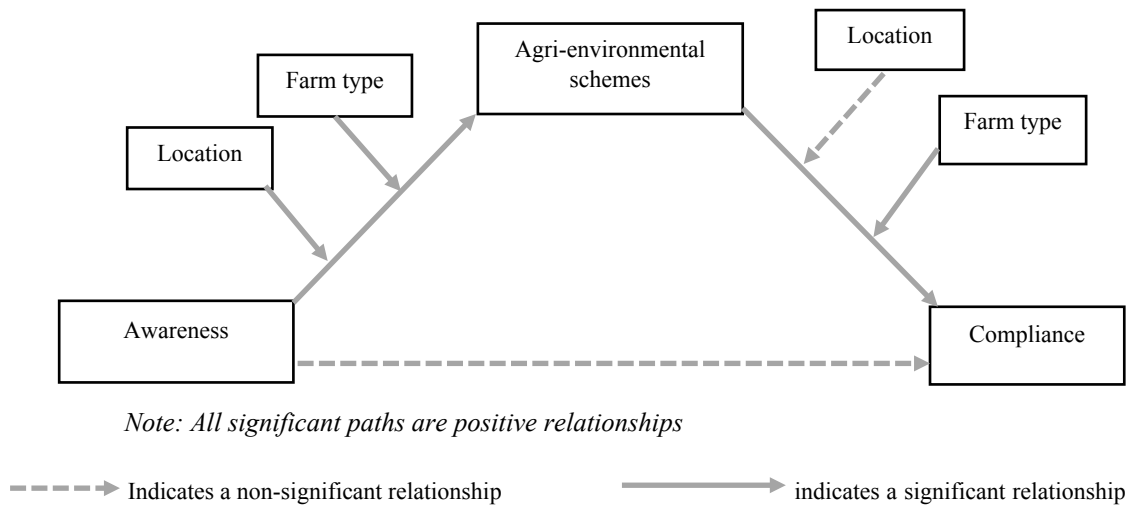 Agri-environmental
schemes
Location
Farm type
Farm type
Location
Awareness
Compliance
Note: All significant paths are positive relationships
Indicates a non-significant relationship
indicates a significant relationship